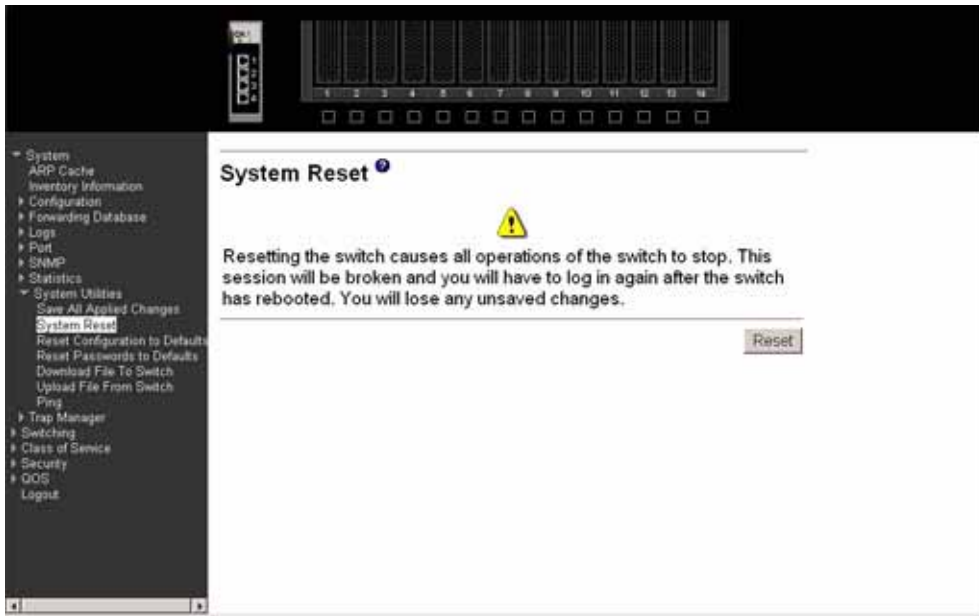 1 2 3 4 5 6 7 8 9 10 11 12 13 14
1
2
3
4
System
ARP Cache
Inventory Information
Configuration
Forwarding Database
Logs
Port
SNMP
Statistics
System Utilities
Save All Applied Changes
System Reset
Reset Configuration to Defaults
Reset Passwords to Defaults
Download File To Switch
Upload File From Switch
Ping
Trap Manager
Switching
Class of Service
Security
QOS
Logout
System Reset ?
Resetting the switch causes all operations of the switch to stop. This
session will be broken and you will have to log in again after the switch
has rebooted. You will lose any unsaved changes.
Reset